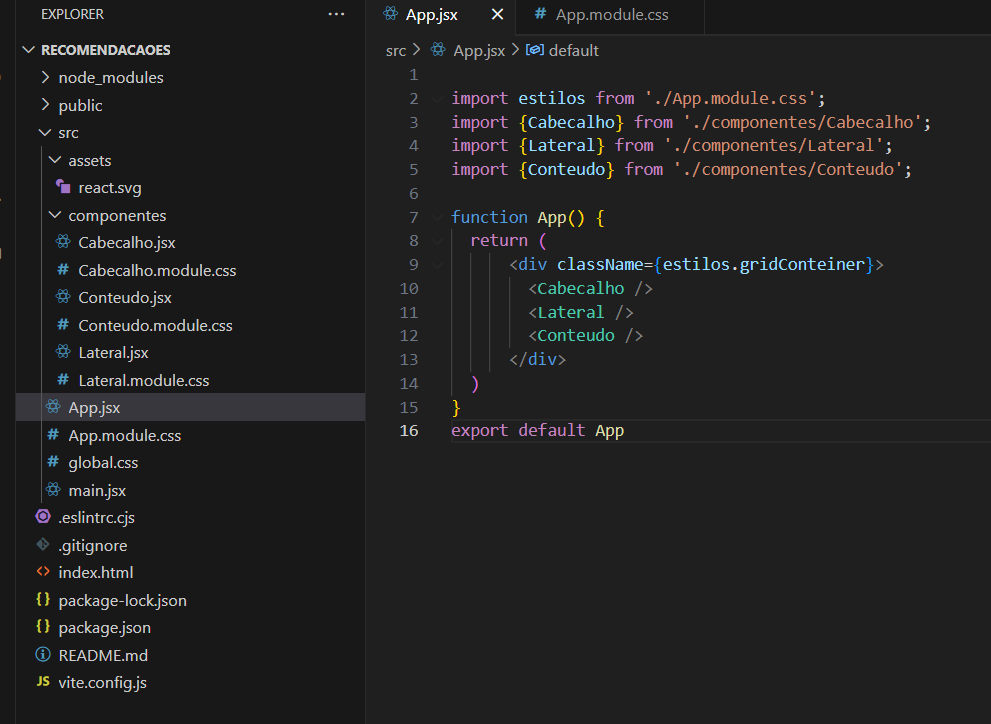 EXPLORER
···
RECOMENDACAOES
node_modules
public
src
assets
react.svg
componentes
Cabecalho.jsx
# Cabecalho.module.css
Conteudo.jsx
# Conteudo.module.css
Lateral.jsx
# Lateral.module.css
App.jsx
# App.module.css
# global.css
main.jsx
.eslintrc.cjs
.gitignore
<> index.html
{} package-lock.json
{} package.json
README.md
JS vite.config.js
App.jsx
# App.module.css
src > App.jsx > default
1
2 import estilos from './App.module.css';
3 import {Cabecalho} from './componentes/Cabecalho';
4 import {Lateral} from './componentes/Lateral';
5 import {Conteudo} from './componentes/Conteudo';
6
7 function App() {
8 return (
9 <div className={estilos.gridConteiner}>
10 <Cabecalho />
11 <Lateral />
12 <Conteudo />
13 </div>
14 )
15 }
16 export default App